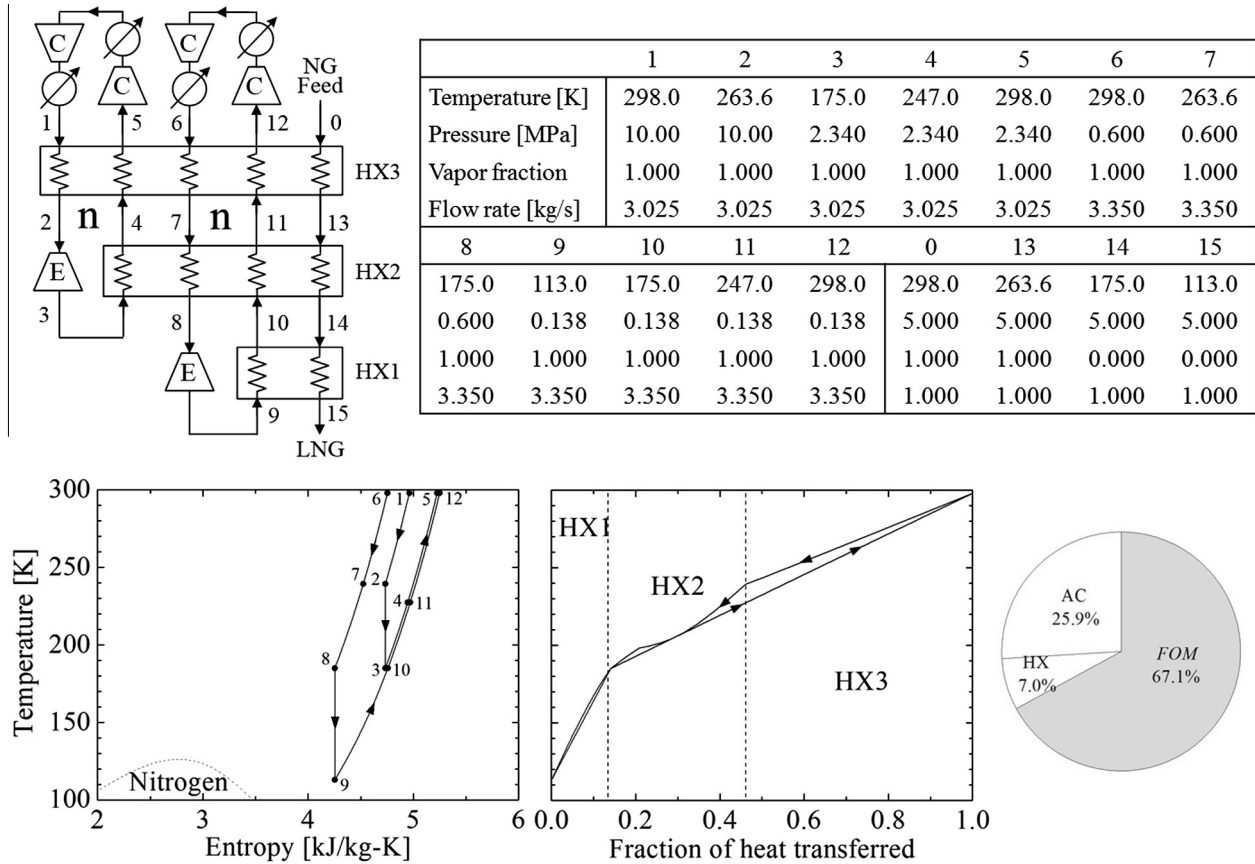 C
C
C
C
NG
Feed
1
5
6
12
0
HX3
2
n
4
7
n
11
13
E
HX2
3
8
10
14
E
HX1
9
15
LNG
1 2 3 4 5 6 7
Temperature [K] 298.0 263.6 175.0 247.0 298.0 298.0 263.6
Pressure [MPa] 10.00 10.00 2.340 2.340 2.340 0.600 0.600
Vapor fraction 1.000 1.000 1.000 1.000 1.000 1.000 1.000
Flow rate [kg/s] 3.025 3.025 3.025 3.025 3.025 3.350 3.350
8 9 10 11 12 0 13 14 15
175.0 113.0 175.0 247.0 298.0 298.0 263.6 175.0 113.0
0.600 0.138 0.138 0.138 0.138 5.000 5.000 5.000 5.000
1.000 1.000 1.000 1.000 1.000 1.000 1.000 0.000 0.000
3.350 3.350 3.350 3.350 3.350 1.000 1.000 1.000 1.000
300
250
200
150
100
Temperature [K]
6 1 5 12
7 2
4 11
8 3 10
9
Nitrogen
2 3 4 5 6
Entropy [kJ/kg-K]
HX1
HX2
HX3
0.0 0.2 0.4 0.6 0.8 1.0
Fraction of heat transferred
AC
25.9%
HX
7.0%
FOM
67.1%